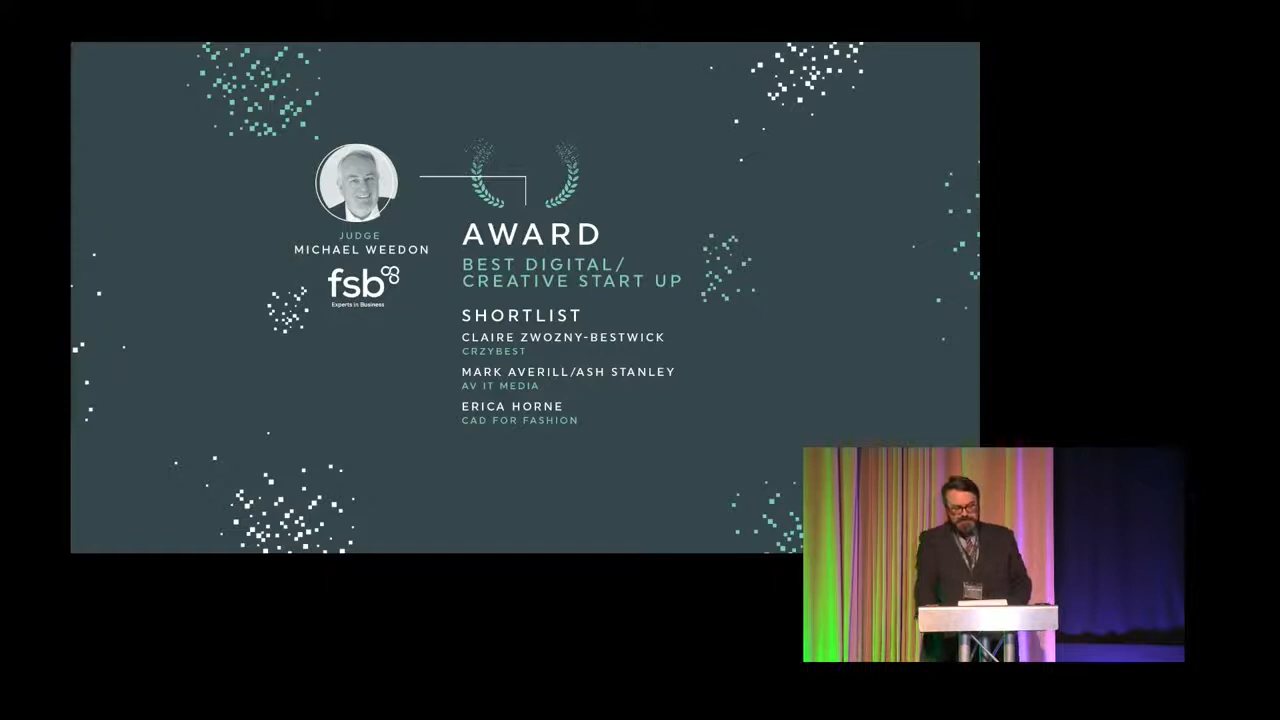 JUDGE
MICHAEL WEEDON
fsb
Experts in Business
AWARD
BEST DIGITAL/
CREATIVE START UP
SHORTLIST
CLAIRE ZWOZNY-BESTWICK
CRZYBEST
MARK AVERILL/ASH STANLEY
AV IT MEDIA
ERICA HORNE
CAD FOR FASHION